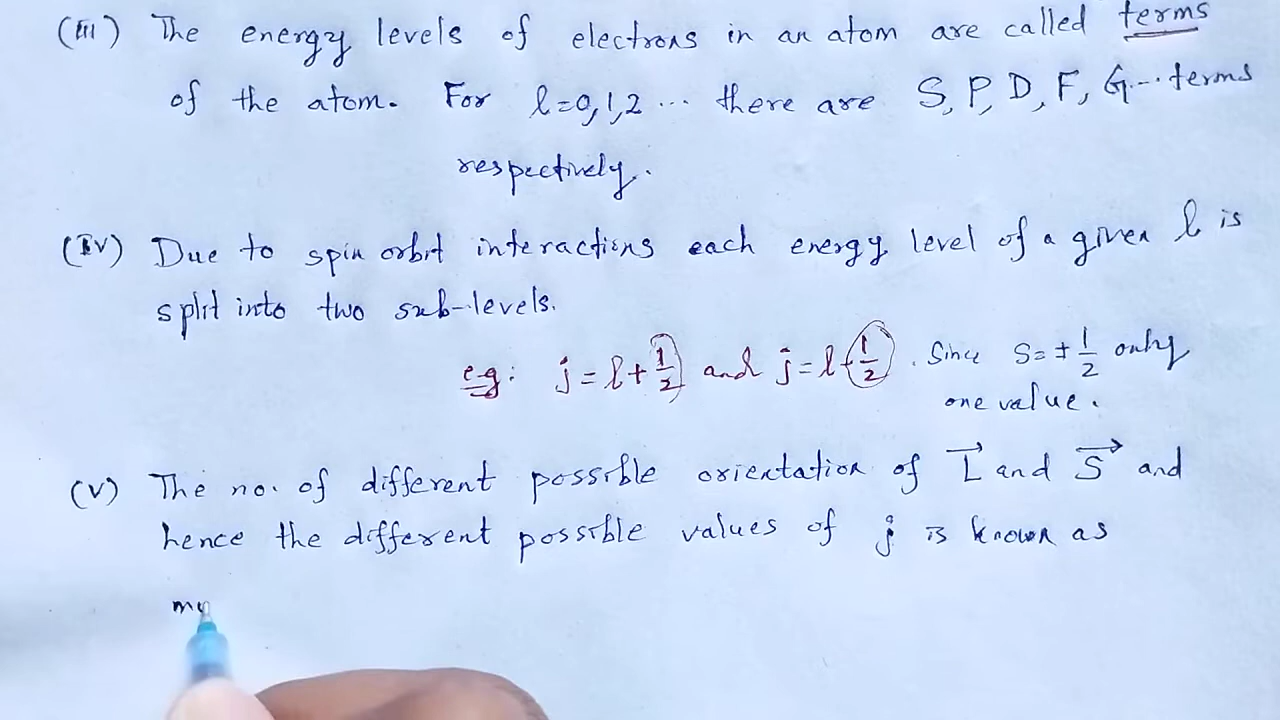 (III) The energy levels of electrons in an atom are called terms
of the atom. For l=0,1,2 ... there are S, P, D, F, G... terms
respectively.
(IV) Due to spin orbit interactions each energy level of a given l is
split into two sub-levels.
e.g: j = l + 1/2 and j = l - 1/2. Since S = ± 1/2 only
one value.
(V) The no. of different possible orientation of L⃗ and S⃗ and
hence the different possible values of j is known as